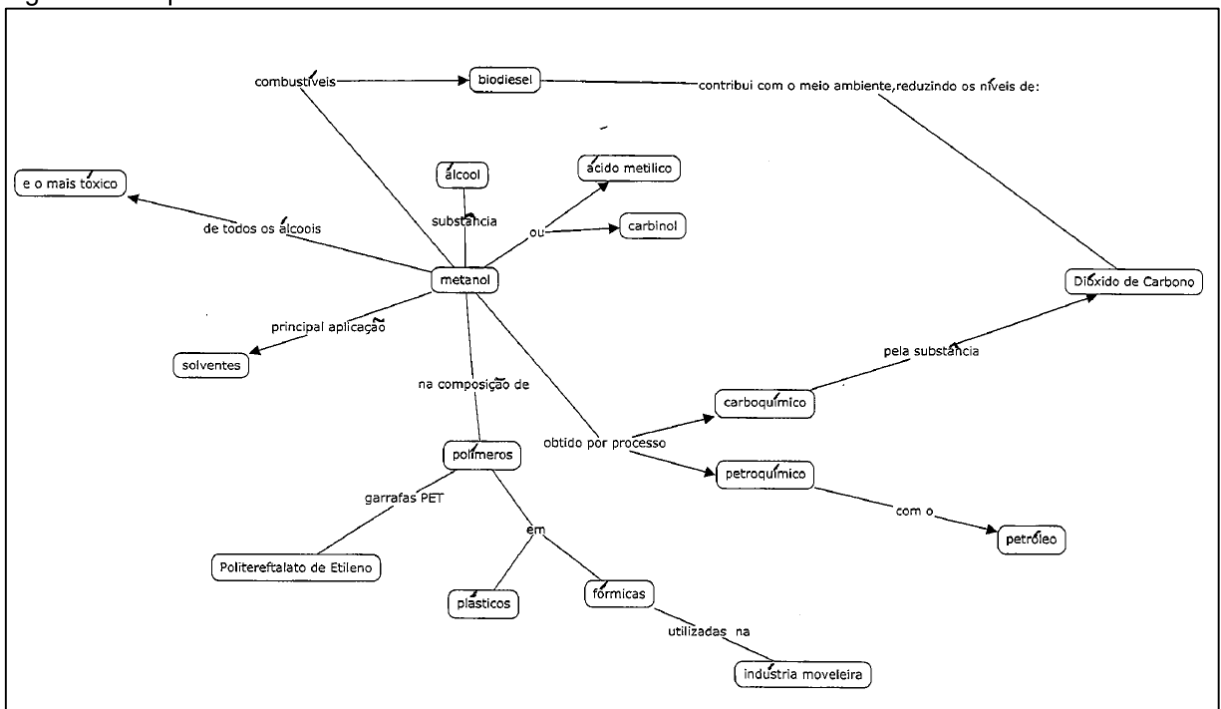 combustíveis
biodiesel
contribui com o meio ambiente,reduzindo os níveis de:
álcool
ácido metilico
e o mais tóxico
substância
ou
carbinol
de todos os álcoois
metanol
Dióxido de Carbono
principal aplicação
solventes
pela substância
na composição de
carboquímico
obtido por processo
polímeros
petroquímico
garrafas PET
com o
em
petróleo
Politereftalato de Etileno
plásticos
fórmicas
utilizadas na
indústria moveleira